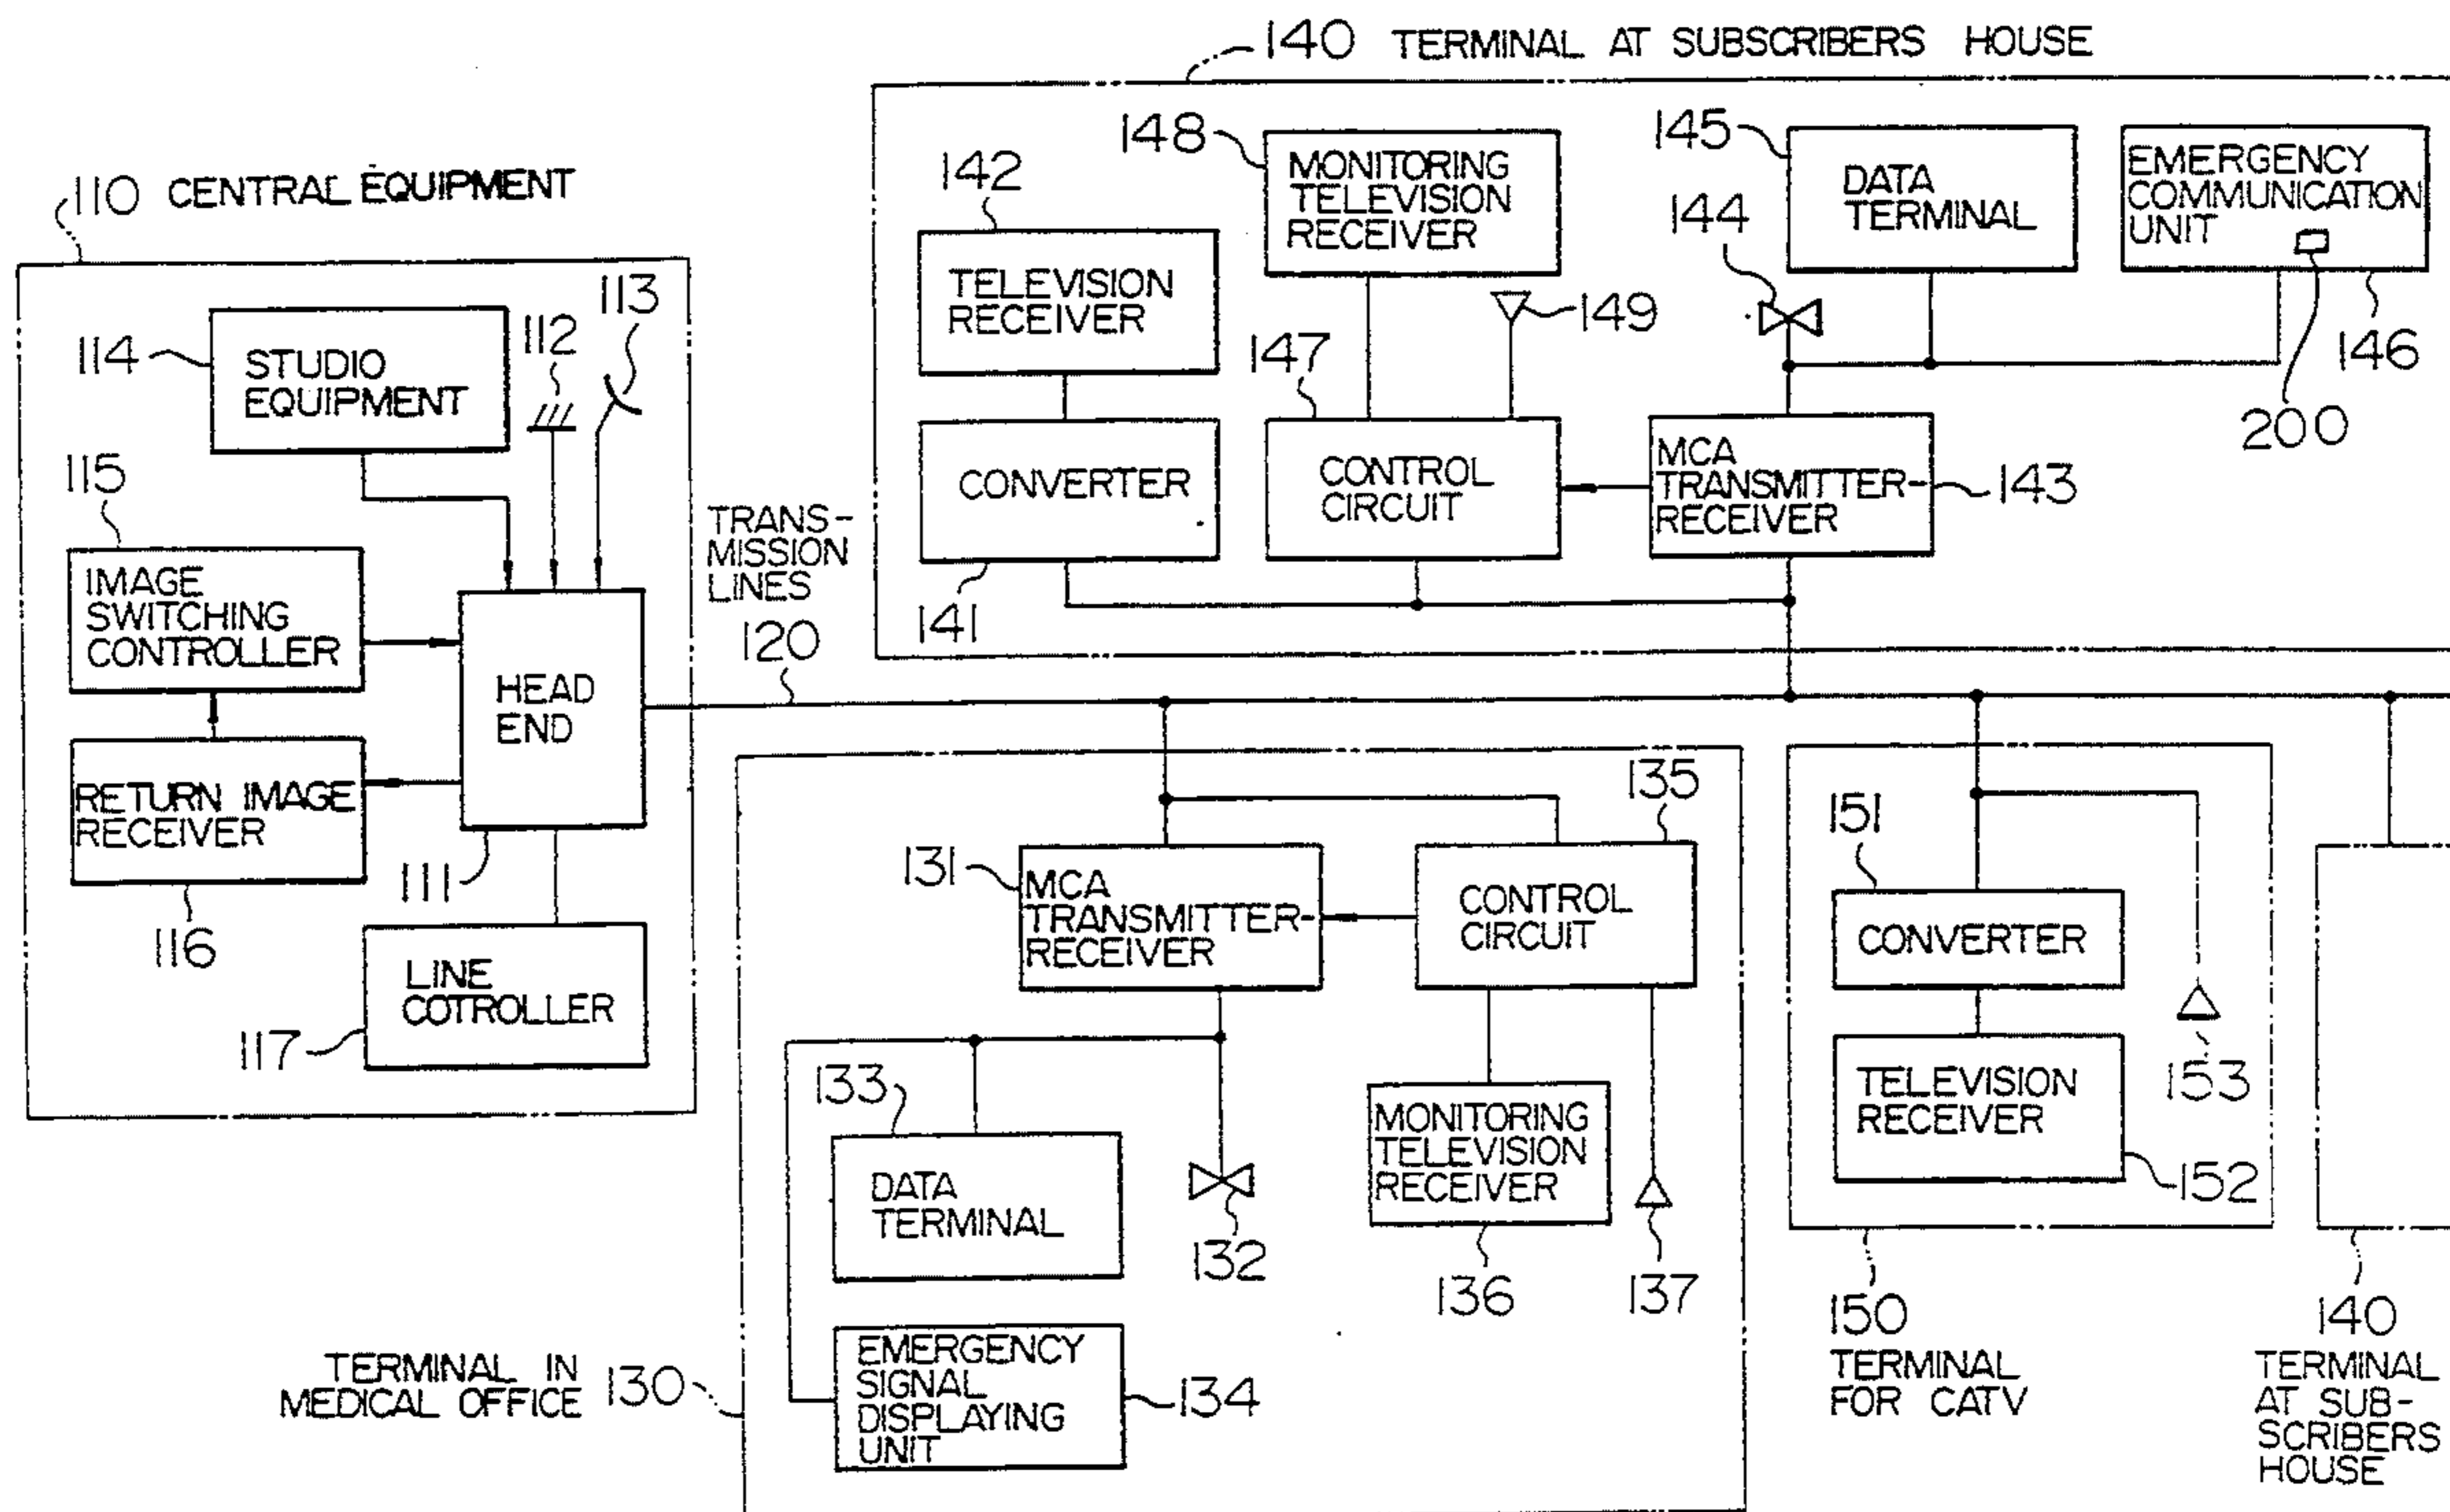 140 TERMINAL AT SUBSCRIBERS HOUSE
110 CENTRAL EQUIPMENT
114
STUDIO
EQUIPMENT
112
113
115
IMAGE
SWITCHING
CONTROLLER
HEAD
END
RETURN IMAGE
RECEIVER
111
116
LINE
COTROLLER
117
TRANS-
MISSION
LINES
120
142
TELEVISION
RECEIVER
148
MONITORING
TELEVISION
RECEIVER
145
DATA
TERMINAL
EMERGENCY
COMMUNICATION
UNIT
144
149
147
146
200
CONVERTER
141
CONTROL
CIRCUIT
MCA
TRANSMITTER-
RECEIVER
143
135
131
MCA
TRANSMITTER-
RECEIVER
CONTROL
CIRCUIT
133
DATA
TERMINAL
132
MONITORING
TELEVISION
RECEIVER
136
137
EMERGENCY
SIGNAL
DISPLAYING
UNIT
134
TERMINAL IN
MEDICAL OFFICE 130
151
CONVERTER
153
TELEVISION
RECEIVER
152
150
TERMINAL
FOR CATV
140
TERMINAL
AT SUB-
SCRIBERS
HOUSE